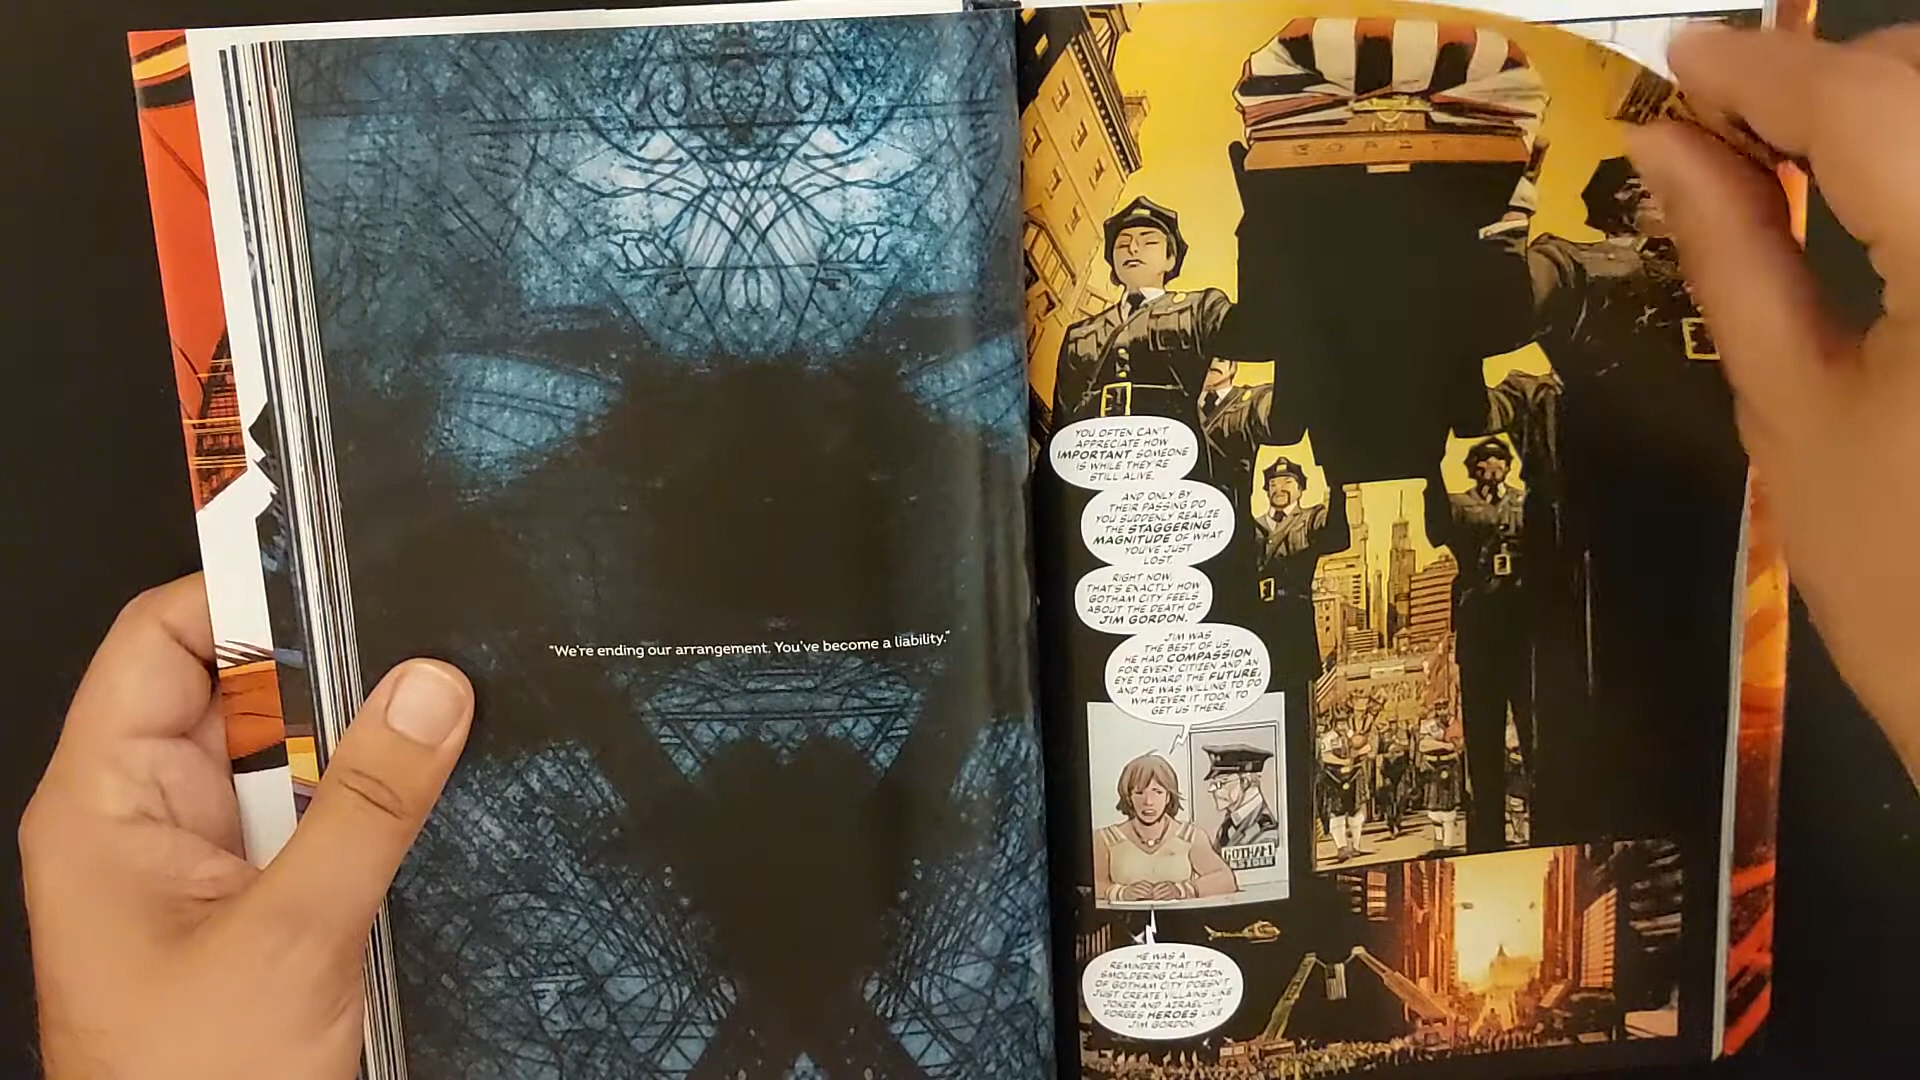 "We're ending our arrangement. You've become a liability."
YOU OFTEN CAN'T
APPRECIATE HOW
IMPORTANT SOMEONE
IS WHILE THEY'RE
STILL ALIVE.
AND ONLY BY
THEIR PASSING DO
YOU SUDDENLY REALIZE
THE STAGGERING
MAGNITUDE OF WHAT
YOU'VE JUST
LOST.
RIGHT NOW,
THAT'S EXACTLY HOW
GOTHAM CITY FEELS
ABOUT THE DEATH OF
JIM GORDON.
JIM WAS
THE BEST OF US.
HE HAD COMPASSION
FOR EVERY CITIZEN AND AN
EYE TOWARD THE FUTURE,
AND HE WAS WILLING TO DO
WHATEVER IT TOOK TO
GET US THERE.
GOTHAM
HE WAS A
REMINDER THAT THE
SMOLDERING CAULDRON
OF GOTHAM CITY DOESN'T
JUST CREATE VILLAINS LIKE
JOKER AND AZRAEL--IT
FORGES HEROES LIKE
JIM GORDON.